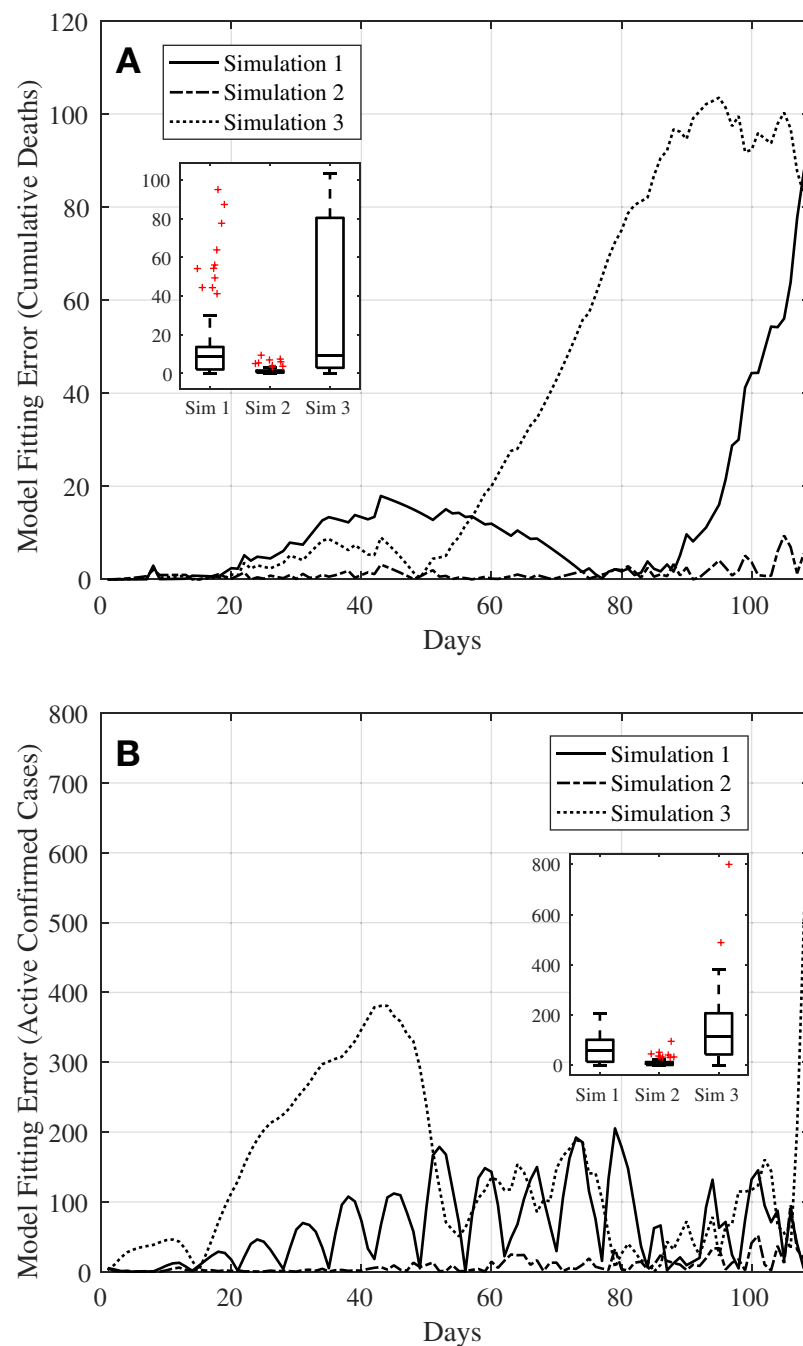 A
Simulation 1
Simulation 2
Simulation 3
Model Fitting Error (Cumulative Deaths)
120
100
80
60
40
20
0
100
80
60
40
20
0
Sim 1 Sim 2 Sim 3
0 20 40 60 80 100
Days
B
Simulation 1
Simulation 2
Simulation 3
Model Fitting Error (Active Confirmed Cases)
800
700
600
500
400
300
200
100
0
800
600
400
200
0
Sim 1 Sim 2 Sim 3
0 20 40 60 80 100
Days